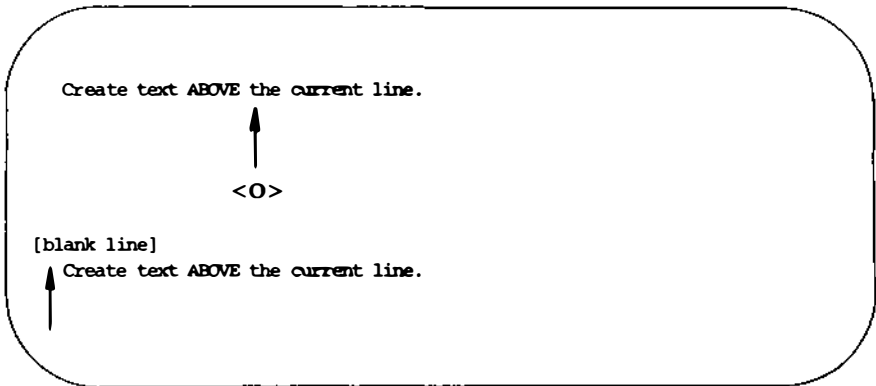 Create text ABOVE the current line.
<O>
[blank line]
Create text ABOVE the current line.